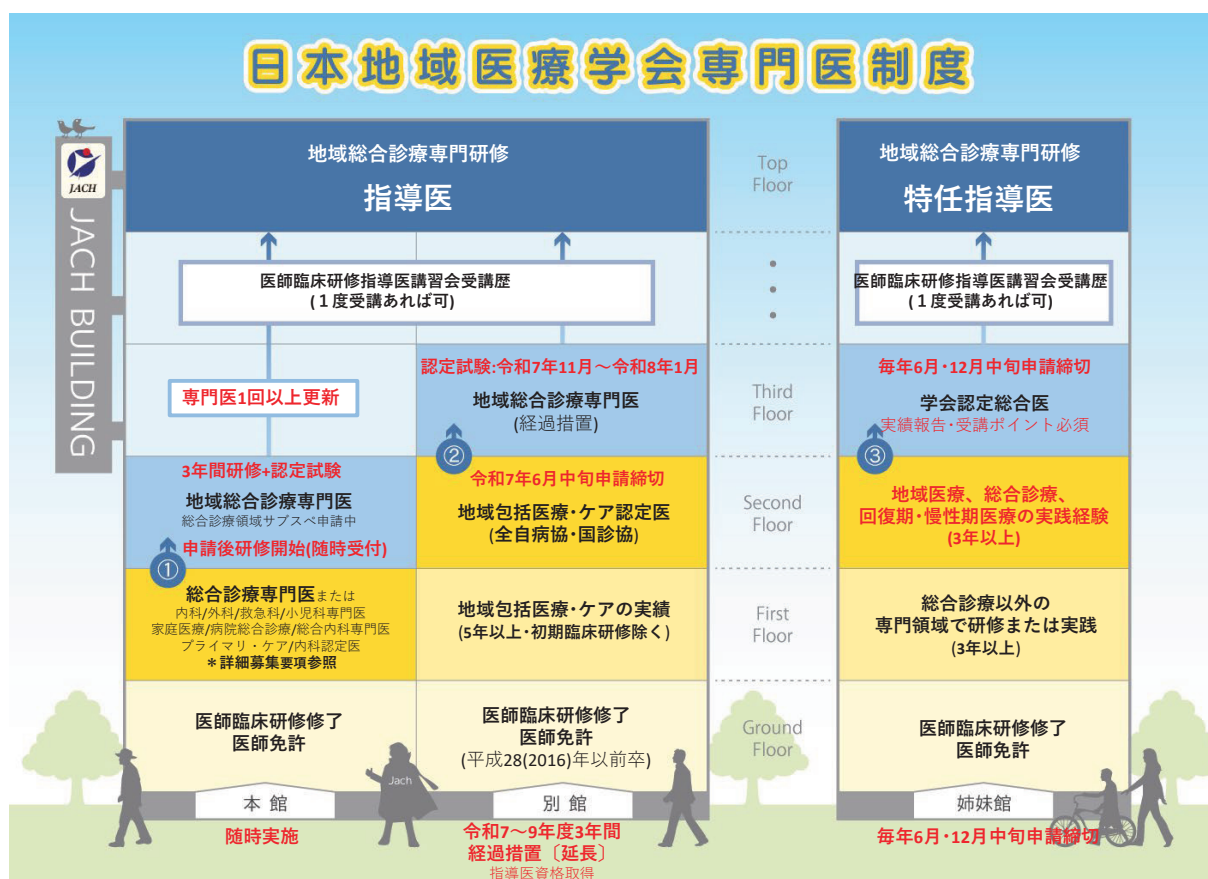 日本地域医療学会専門医制度
JACH
JACH BUILDING
地域総合診療専門研修
指導医
医師臨床研修指導医講習会受講歴
(１度受講あれば可)
専門医1回以上更新
3年間研修+認定試験
地域総合診療専門医
総合診療領域サブスペ申請中
申請後研修開始(随時受付)
①
総合診療専門医または
内科/外科/救急科/小児科専門医
家庭医療/病院総合診療/総合内科専門医
プライマリ・ケア/内科認定医
＊詳細募集要項参照
医師臨床研修修了
医師免許
本館
随時実施
認定試験:令和7年11月～令和8年1月
地域総合診療専門医
(経過措置)
②
令和7年6月中旬申請締切
地域包括医療・ケア認定医
(全自病協・国診協)
地域包括医療・ケアの実績
(5年以上・初期臨床研修除く)
医師臨床研修修了
医師免許
(平成28(2016)年以前卒)
Jach
別館
令和7～9年度3年間
経過措置〔延長〕
指導医資格取得
Top
Floor
Third
Floor
Second
Floor
First
Floor
Ground
Floor
地域総合診療専門研修
特任指導医
医師臨床研修指導医講習会受講歴
(１度受講あれば可)
毎年6月・12月中旬申請締切
学会認定総合医
実績報告・受講ポイント必須
③
地域医療、総合診療、
回復期・慢性期医療の実践経験
(3年以上)
総合診療以外の
専門領域で研修または実践
(3年以上)
医師臨床研修修了
医師免許
姉妹館
毎年6月・12月中旬申請締切